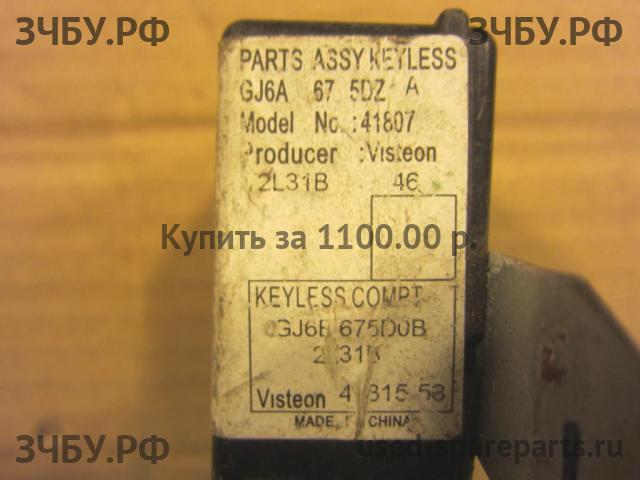 ЗЧБУ.РФ ЗЧБУ.РФ
PARTS ASSY KEYLESS
GJ6A 67 5DZ A
Model No. :41807
Producer :Visteon
2L31B 46
Купить за 1100.00 р.
KEYLESS COMPT
675D0B
Visteon
MADE CHINA
ЗЧБУ.РФ used-spareparts.ru